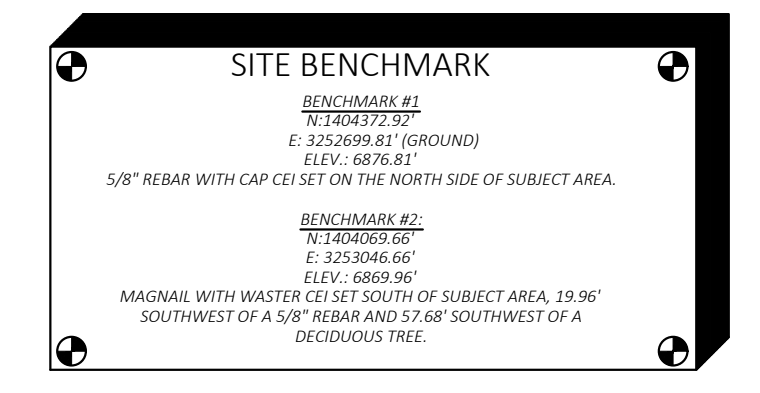 SITE BENCHMARK
BENCHMARK #1
N:1404372.92'
E: 3252699.81' (GROUND)
ELEV.: 6876.81'
5/8" REBAR WITH CAP CEI SET ON THE NORTH SIDE OF SUBJECT AREA.
BENCHMARK #2:
N:1404069.66'
E: 3253046.66'
ELEV.: 6869.96'
MAGNAIL WITH WASTER CEI SET SOUTH OF SUBJECT AREA, 19.96'
SOUTHWEST OF A 5/8" REBAR AND 57.68' SOUTHWEST OF A
DECIDUOUS TREE.